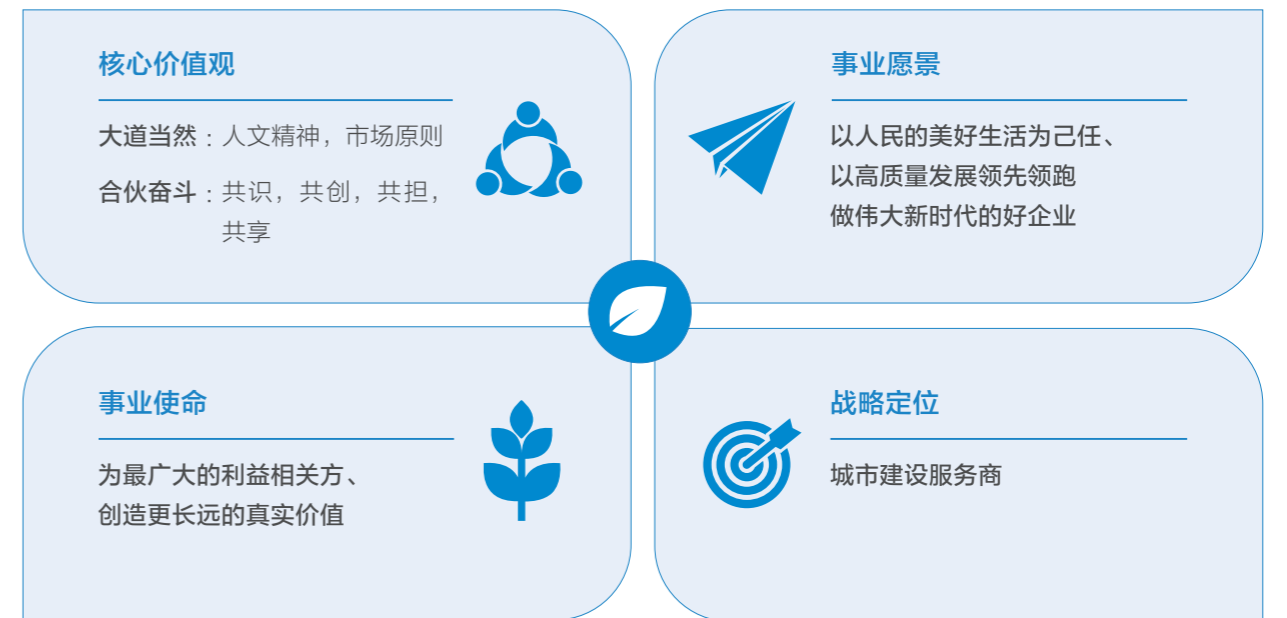 核心价值观
大道当然：人文精神，市场原则
合伙奋斗：共识，共创，共担，
共享
事业愿景
以人民的美好生活为己任、
以高质量发展领先领跑
做伟大新时代的好企业
事业使命
为最广大的利益相关方、
创造更长远的真实价值
战略定位
城市建设服务商